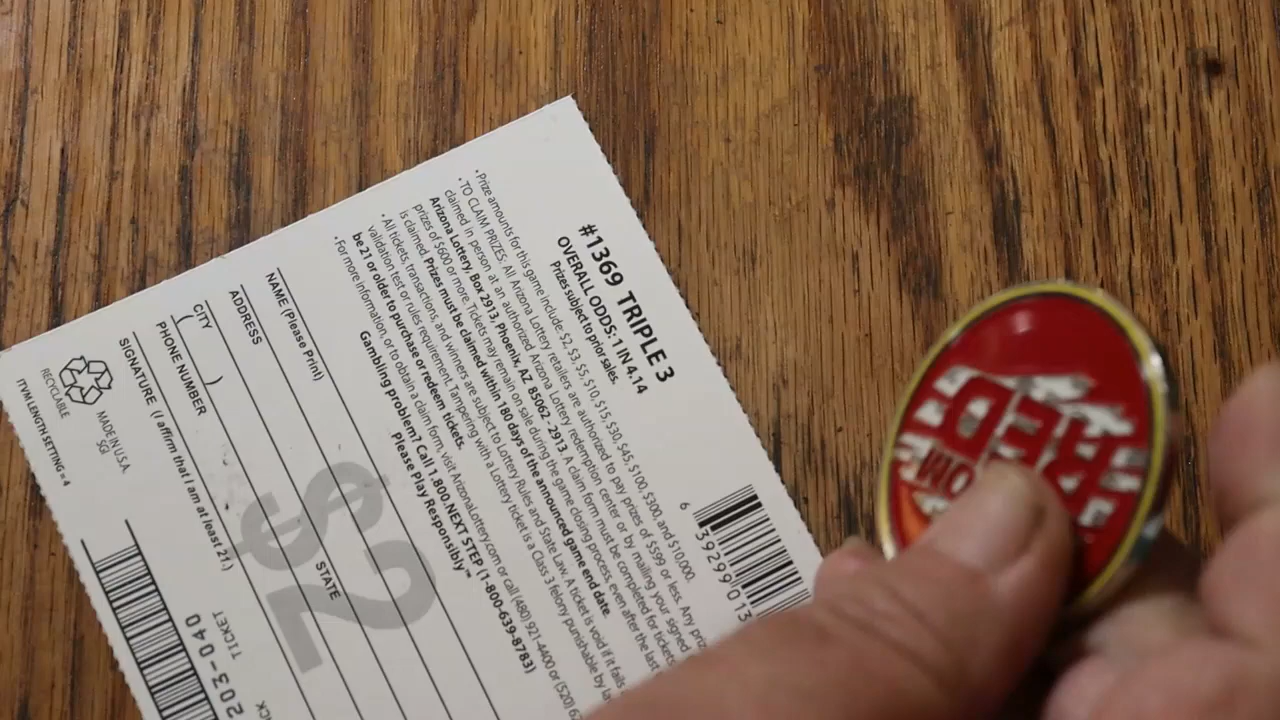 #1369 TRIPLE 3
OVERALL ODDS: 1 IN 4.14
Prizes subject to prior sales.
•Prize amounts for this game include: $2, $3, $5, $10, $15, $30, $45, $100, $300, and $10,000.
•TO CLAIM PRIZES: All Arizona Lottery retailers are authorized to pay prizes of $599 or less. Any
claimed in person at an authorized Arizona Lottery redemption center, or by mailing your signed
Arizona Lottery, Box 2913, Phoenix, AZ. 85062 - 2913. A claim form must be completed for tickets
prizes of $600 or more. Tickets may remain on sale during the game closing process, even after the last
is claimed. Prizes must be claimed within 180 days of the announced game end date.
•All tickets, transactions, and winners are subject to Lottery Rules and State Law. A ticket is void if it fails
validation test or rules requirement. Tampering with a Lottery ticket is a Class 3 felony punishable by
be 21 or older to purchase or redeem tickets.
•For more information, or to obtain a claim form, visit ArizonaLottery.com or call (480) 921-4400 or (520)
Gambling problem? Call 1.800.NEXT STEP (1-800-639-8783)
Please Play Responsibly™
6 39299 013
NAME (Please Print)
ADDRESS
CITY STATE
PHONE NUMBER ( )
SIGNATURE (I affirm that I am at least 21.)
$2
RECYCLABLE
MADE IN U.S.A.
SGI
ITVM LENGTH SETTING = 4
TICKET
203-040
RED
MO